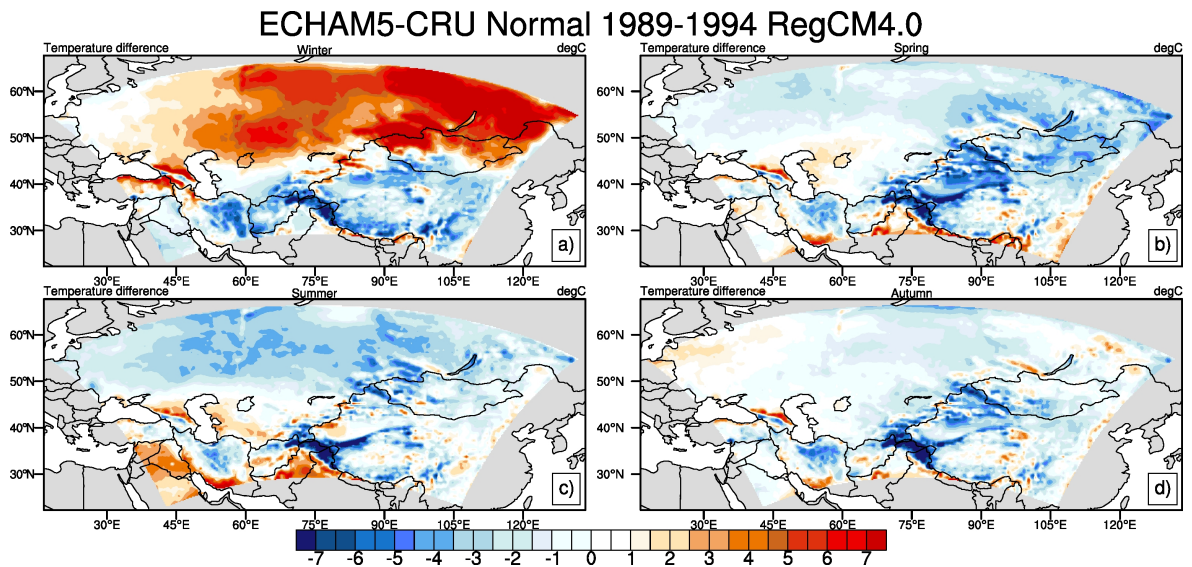 ECHAM5-CRU Normal 1989-1994 RegCM4.0
Temperature difference Winter degC
Temperature difference Spring degC
60°N 60°N
50°N 50°N
40°N 40°N
30°N 30°N
a) b)
30°E 45°E 60°E 75°E 90°E 105°E 120°E 30°E 45°E 60°E 75°E 90°E 105°E 120°E
Temperature difference Summer degC
Temperature difference Autumn degC
60°N 60°N
50°N 50°N
40°N 40°N
30°N 30°N
c) d)
30°E 45°E 60°E 75°E 90°E 105°E 120°E 30°E 45°E 60°E 75°E 90°E 105°E 120°E
-7 -6 -5 -4 -3 -2 -1 0 1 2 3 4 5 6 7